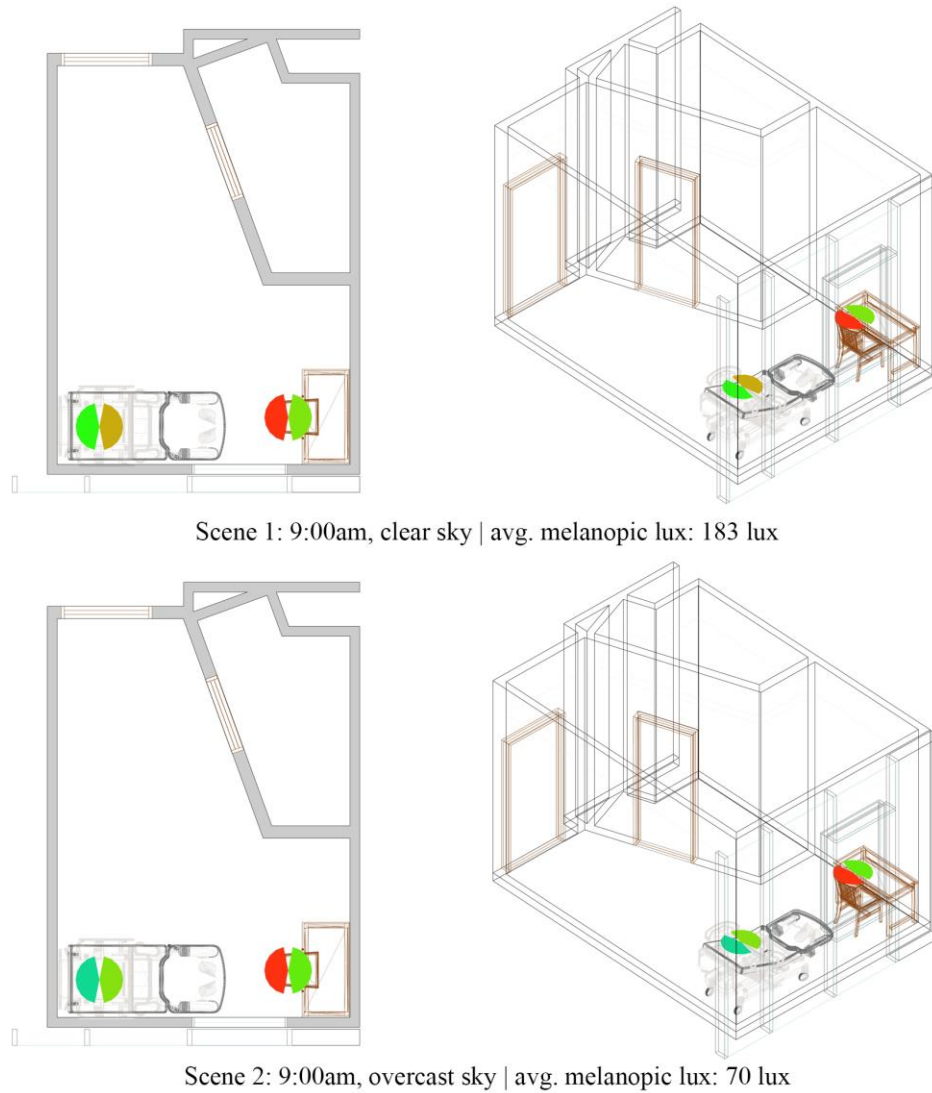 Scene 1: 9:00am, clear sky | avg. melanopic lux: 183 lux
Scene 2: 9:00am, overcast sky | avg. melanopic lux: 70 lux